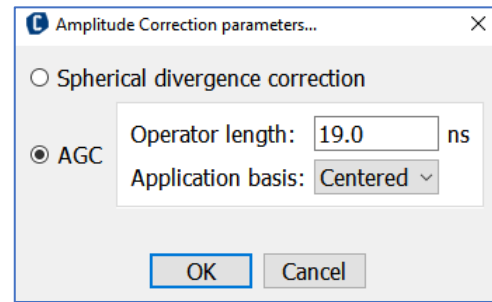 Amplitude Correction parameters...
Spherical divergence correction
AGC
Operator length: 19.0 ns
Application basis: Centered
OK Cancel